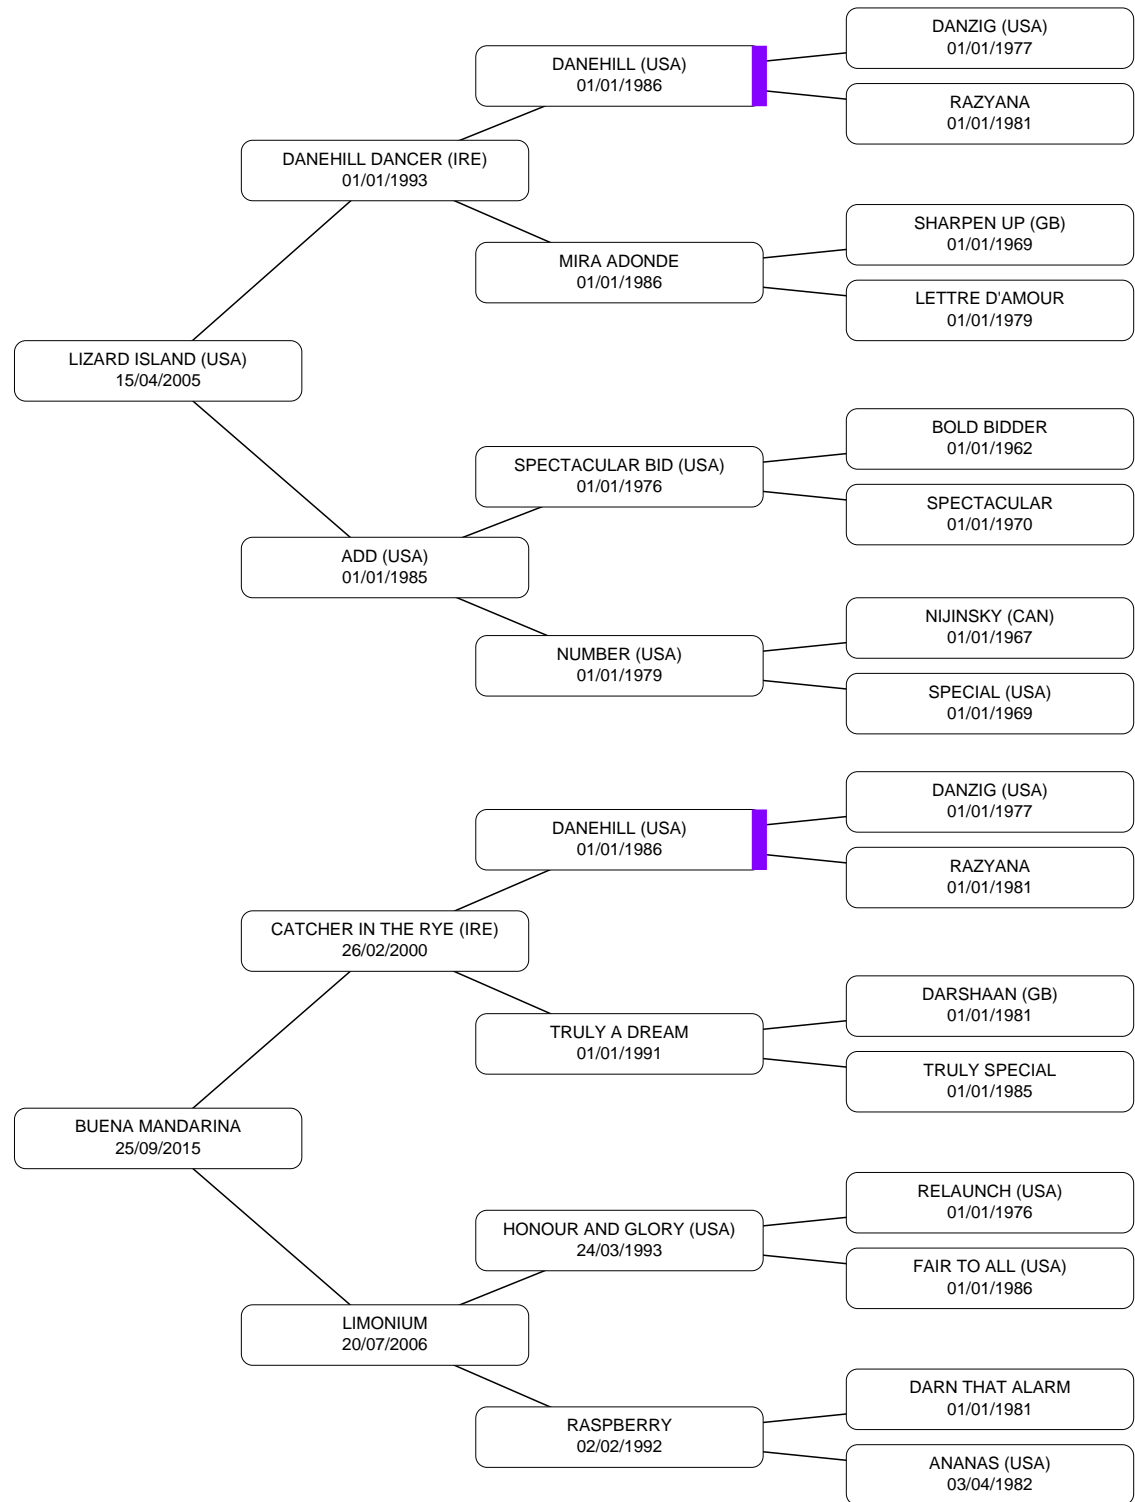 DANZIG (USA)
01/01/1977
DANEHILL (USA)
01/01/1986
RAZYANA
01/01/1981
DANEHILL DANCER (IRE)
01/01/1993
SHARPEN UP (GB)
01/01/1969
MIRA ADONDE
01/01/1986
LETTRE D'AMOUR
01/01/1979
LIZARD ISLAND (USA)
15/04/2005
BOLD BIDDER
01/01/1962
SPECTACULAR BID (USA)
01/01/1976
SPECTACULAR
01/01/1970
ADD (USA)
01/01/1985
NIJINSKY (CAN)
01/01/1967
NUMBER (USA)
01/01/1979
SPECIAL (USA)
01/01/1969
DANZIG (USA)
01/01/1977
DANEHILL (USA)
01/01/1986
RAZYANA
01/01/1981
CATCHER IN THE RYE (IRE)
26/02/2000
DARSHAAN (GB)
01/01/1981
TRULY A DREAM
01/01/1991
TRULY SPECIAL
01/01/1985
BUENA MANDARINA
25/09/2015
RELAUNCH (USA)
01/01/1976
HONOUR AND GLORY (USA)
24/03/1993
FAIR TO ALL (USA)
01/01/1986
LIMONIUM
20/07/2006
DARN THAT ALARM
01/01/1981
RASPBERRY
02/02/1992
ANANAS (USA)
03/04/1982